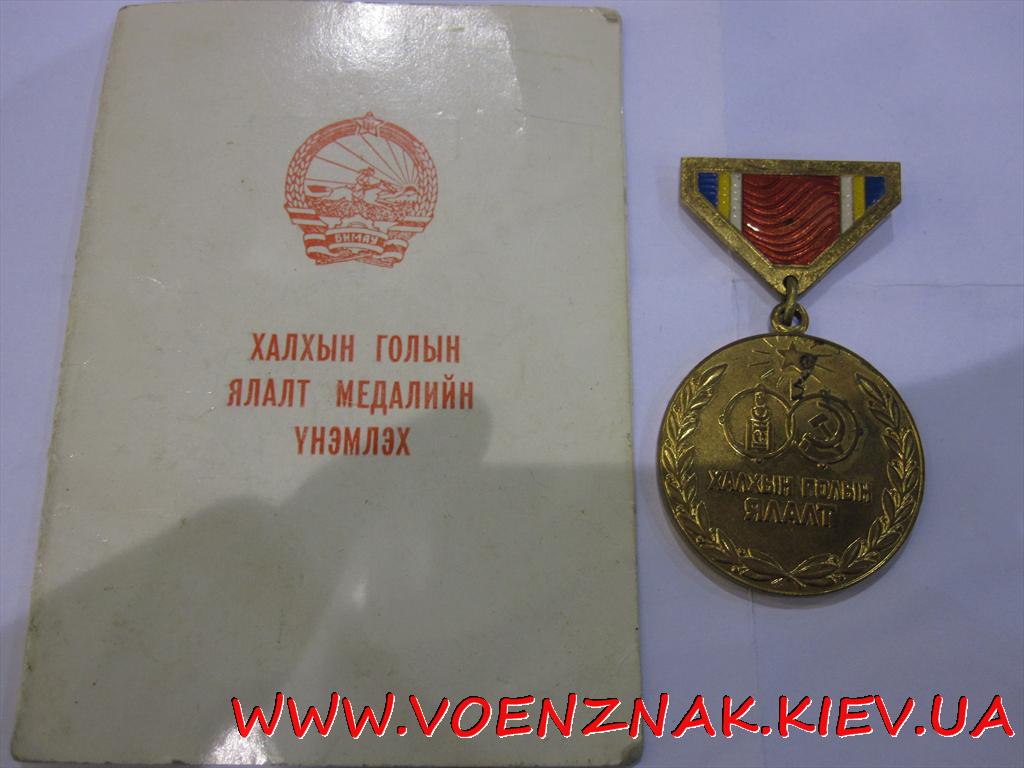 БНМАУ
ХАЛХЫН ГОЛЫН
ЯЛАЛТ МЕДАЛИЙН
ҮНЭМЛЭХ
ХАЛХЫН ГОЛЫН
ЯЛАЛТ
WWW.VOENZNAK.KIEV.UA